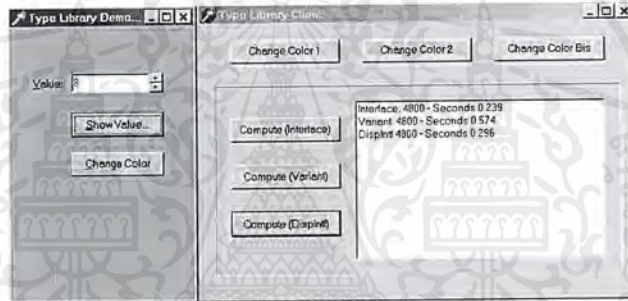 Type Library Demo...
Value: 8
Show Value...
Change Color
Type Library Client
Change Color 1
Change Color 2
Change Color Bis
Compute (Interface)
Compute (Variant)
Compute (DispInt)
Interface: 4800 - Seconds 0.239
Variant: 4800 - Seconds 0.574
DispInt 4800 - Seconds 0.296